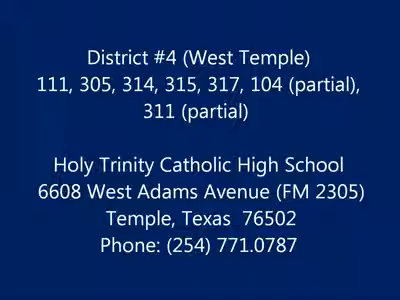 District #4 (West Temple)
111, 305, 314, 315, 317, 104 (partial),
311 (partial)
Holy Trinity Catholic High School
6608 West Adams Avenue (FM 2305)
Temple, Texas 76502
Phone: (254) 771.0787